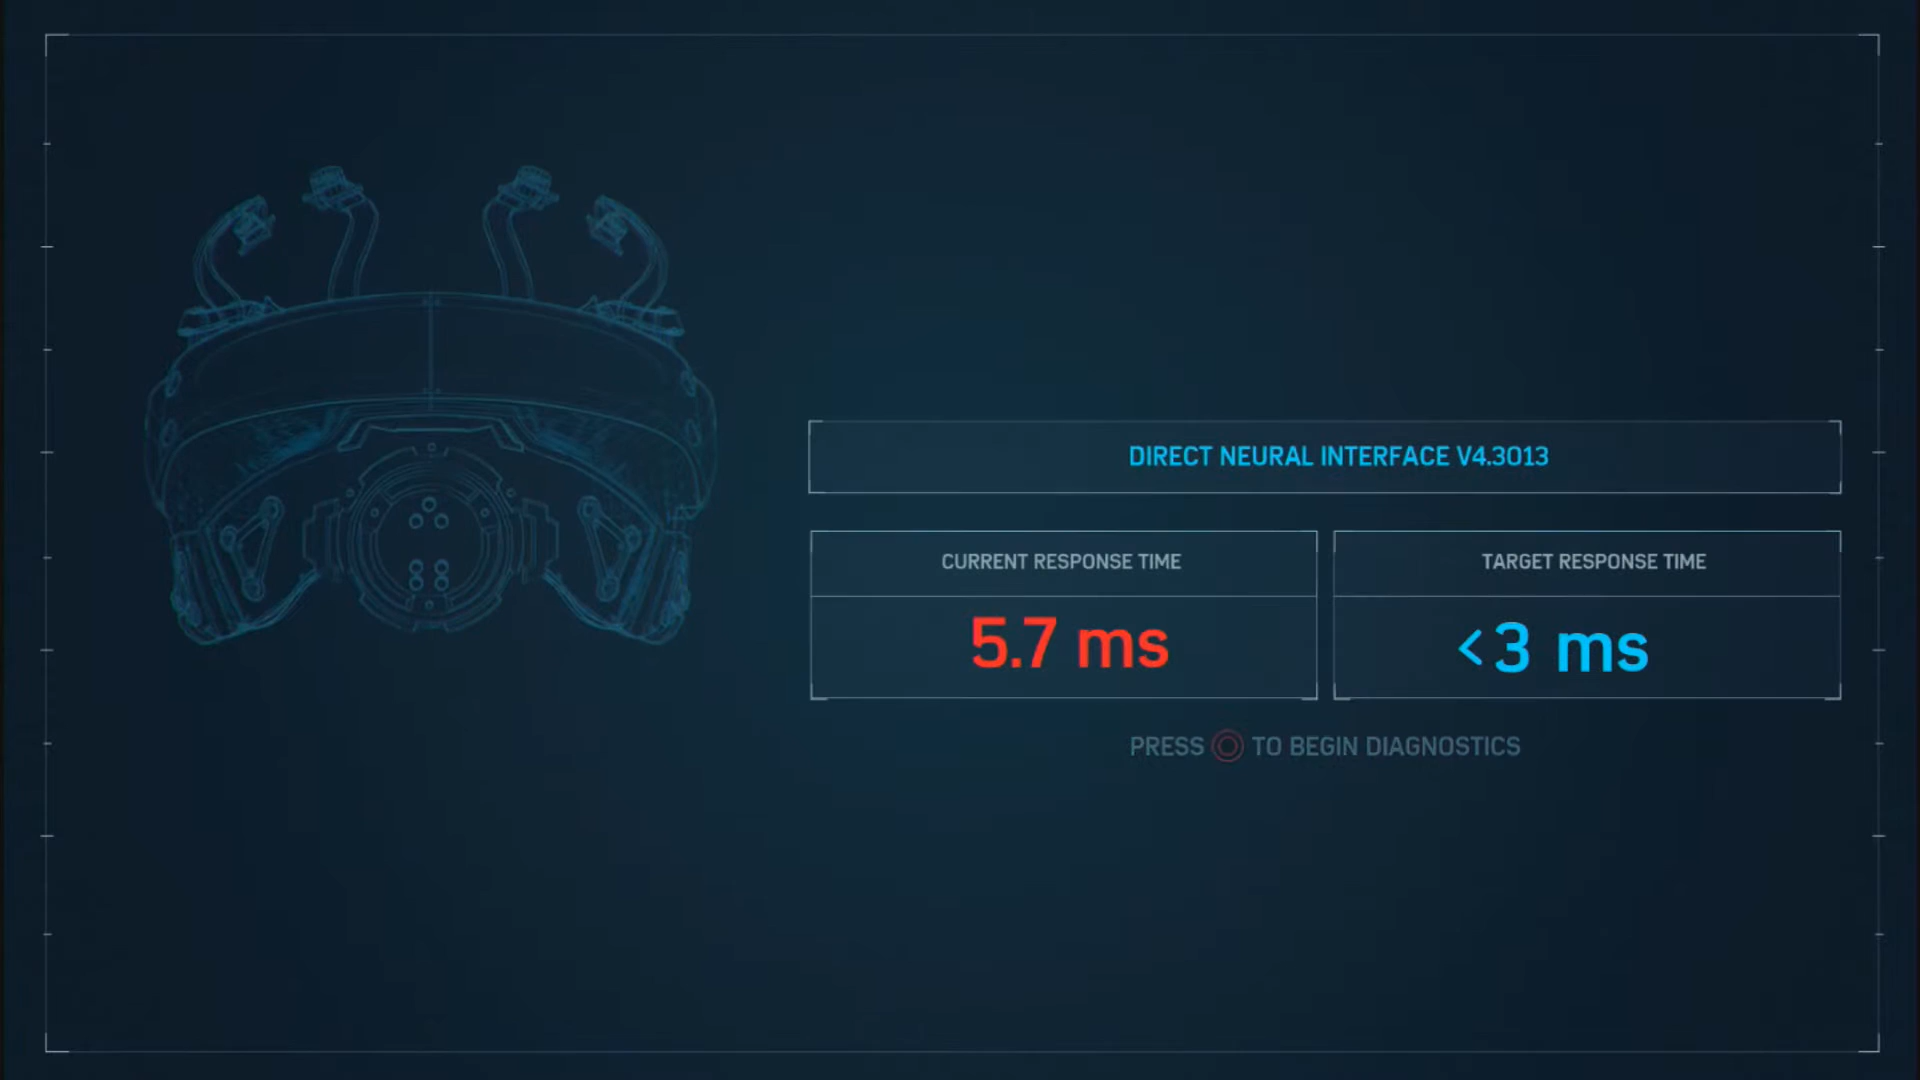 DIRECT NEURAL INTERFACE V4.3013
CURRENT RESPONSE TIME
5.7 ms
TARGET RESPONSE TIME
<3 ms
PRESS TO BEGIN DIAGNOSTICS